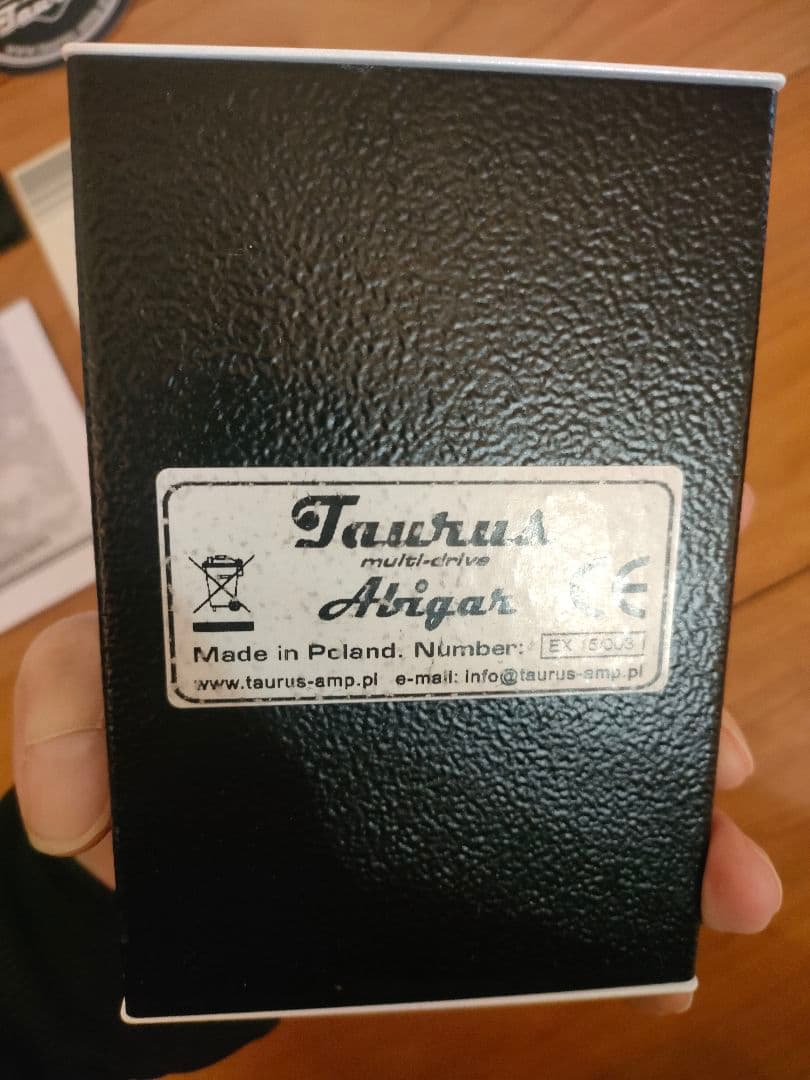 Taurus
multi-drive
Abigar
CE
Made in Poland. Number: EX 15/003
www.taurus-amp.pl e-mail: info@taurus-amp.pl